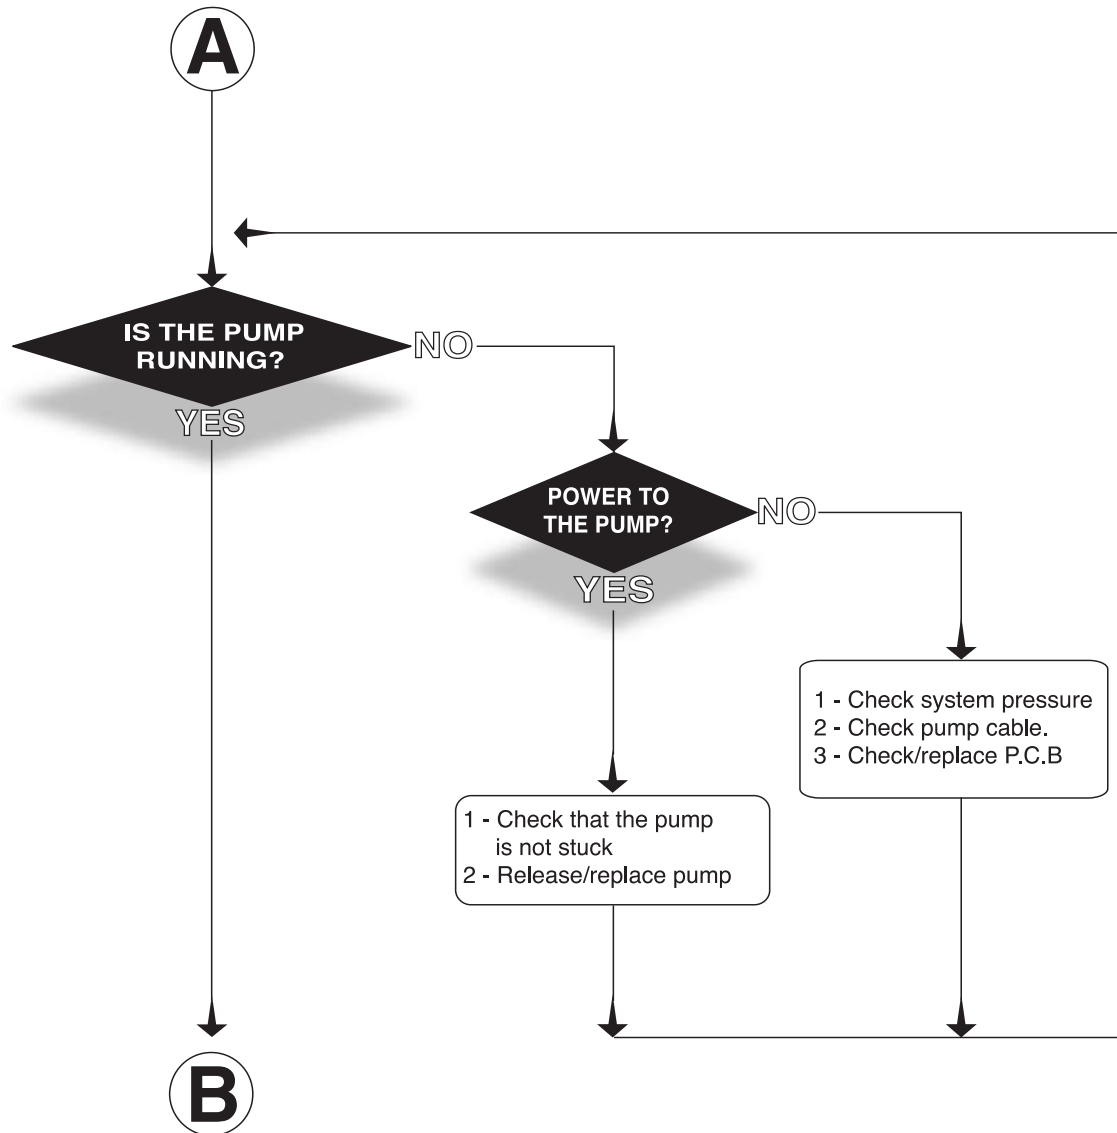 A
IS THE PUMP
RUNNING?
NO
YES
POWER TO
THE PUMP?
NO
YES
1 - Check system pressure
2 - Check pump cable.
3 - Check/replace P.C.B
1 - Check that the pump
is not stuck
2 - Release/replace pump
B